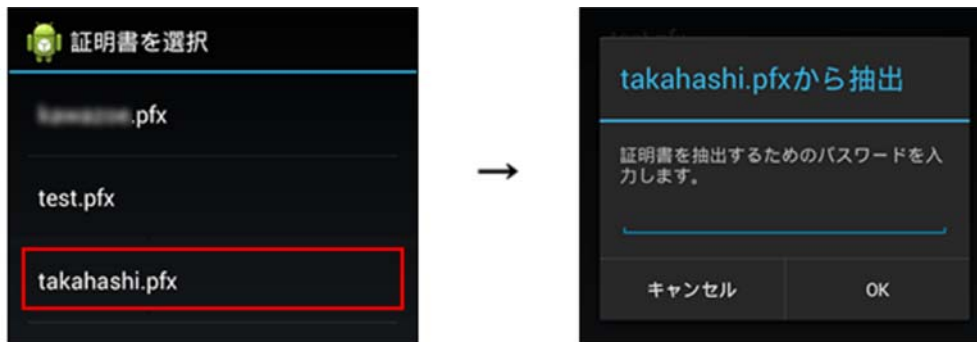 証明書を選択
.pfx
test.pfx
takahashi.pfx
→
takahashi.pfxから抽出
証明書を抽出するためのパスワードを入
力します。
キャンセル
OK